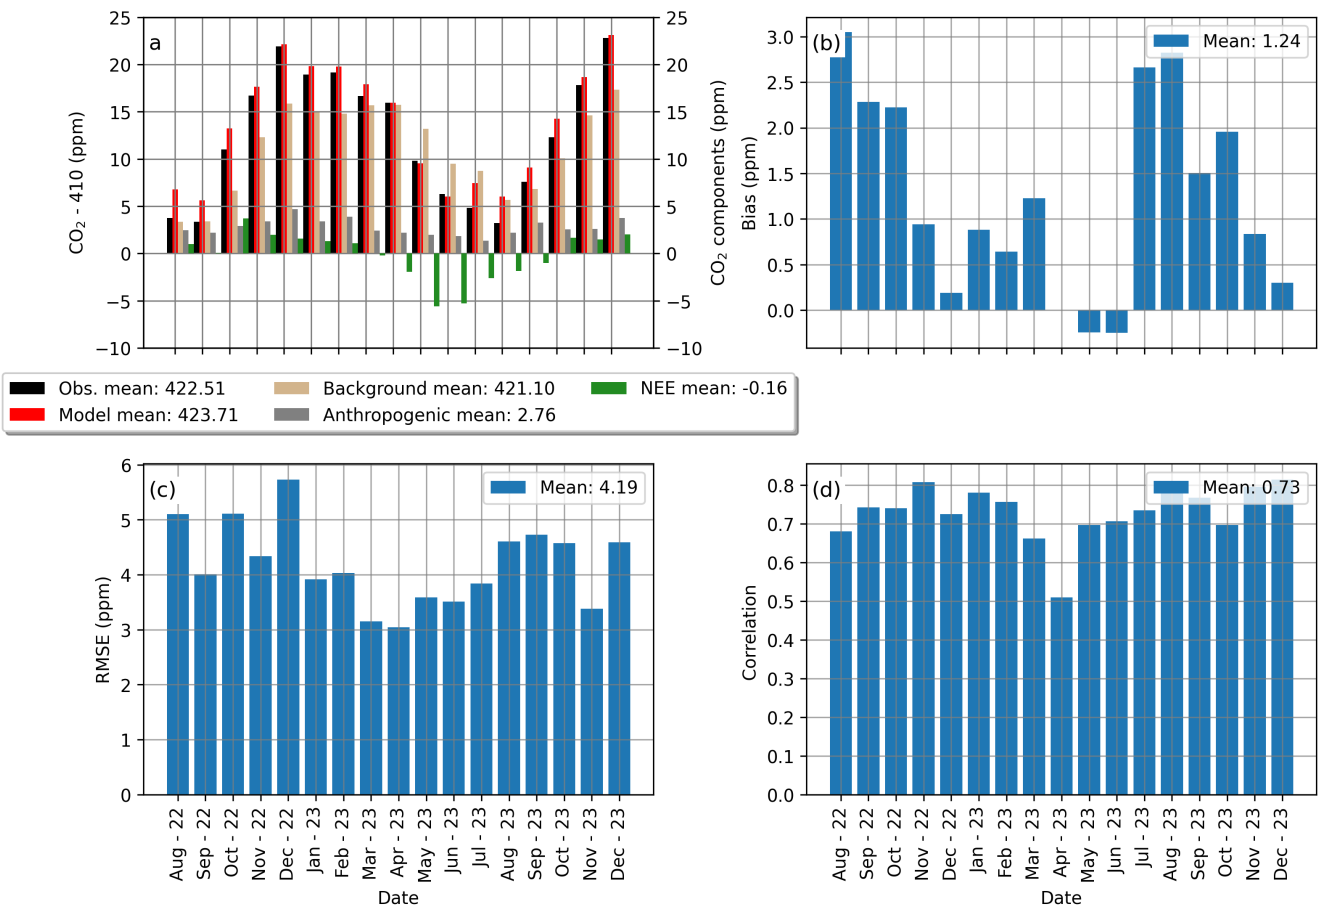 a
25
20
15
10
5
0
−5
−10
CO2 - 410 (ppm)
25
20
15
10
5
0
−5
−10
CO2 components (ppm)
(b)
Mean: 1.24
3.0
2.5
2.0
1.5
1.0
0.5
0.0
Bias (ppm)
Obs. mean: 422.51
Model mean: 423.71
Background mean: 421.10
Anthropogenic mean: 2.76
NEE mean: -0.16
(c)
Mean: 4.19
6
5
4
3
2
1
0
RMSE (ppm)
Aug - 22
Sep - 22
Oct - 22
Nov - 22
Dec - 22
Jan - 23
Feb - 23
Mar - 23
Apr - 23
May - 23
Jun - 23
Jul - 23
Aug - 23
Sep - 23
Oct - 23
Nov - 23
Dec - 23
Date
(d)
Mean: 0.73
0.8
0.7
0.6
0.5
0.4
0.3
0.2
0.1
0.0
Correlation
Aug - 22
Sep - 22
Oct - 22
Nov - 22
Dec - 22
Jan - 23
Feb - 23
Mar - 23
Apr - 23
May - 23
Jun - 23
Jul - 23
Aug - 23
Sep - 23
Oct - 23
Nov - 23
Dec - 23
Date